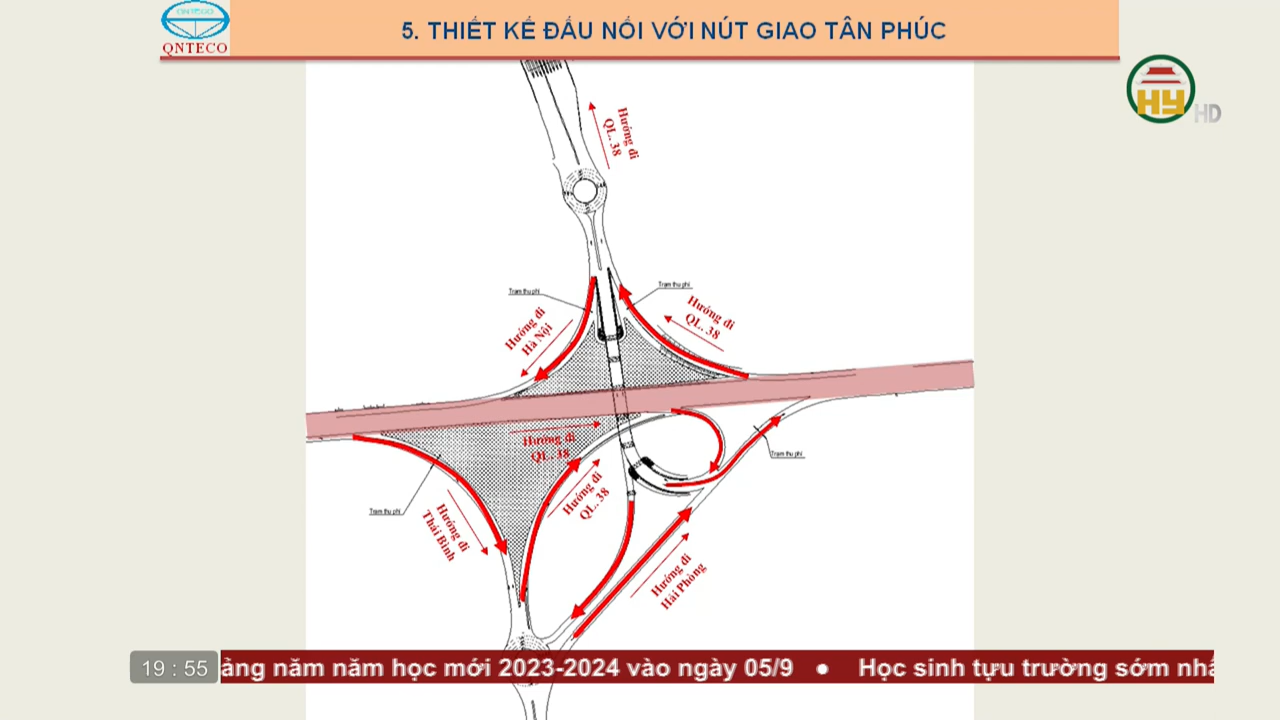 QNTECO
QNTECO
5. THIẾT KẾ ĐẤU NỐI VỚI NÚT GIAO TÂN PHÚC
HY
HD
Hướng đi
QL. 38
Trạm thu phí
Trạm thu phí
Hướng đi
Hà Nội
Hướng đi
QL. 38
Hướng đi
QL. 38
Trạm thu phí
Hướng đi
QL. 38
Trạm thu phí
Hướng đi
Thái Bình
Hướng đi
Hải Phòng
19 : 55
ảng năm năm học mới 2023-2024 vào ngày 05/9 ● Học sinh tựu trường sớm nhấ